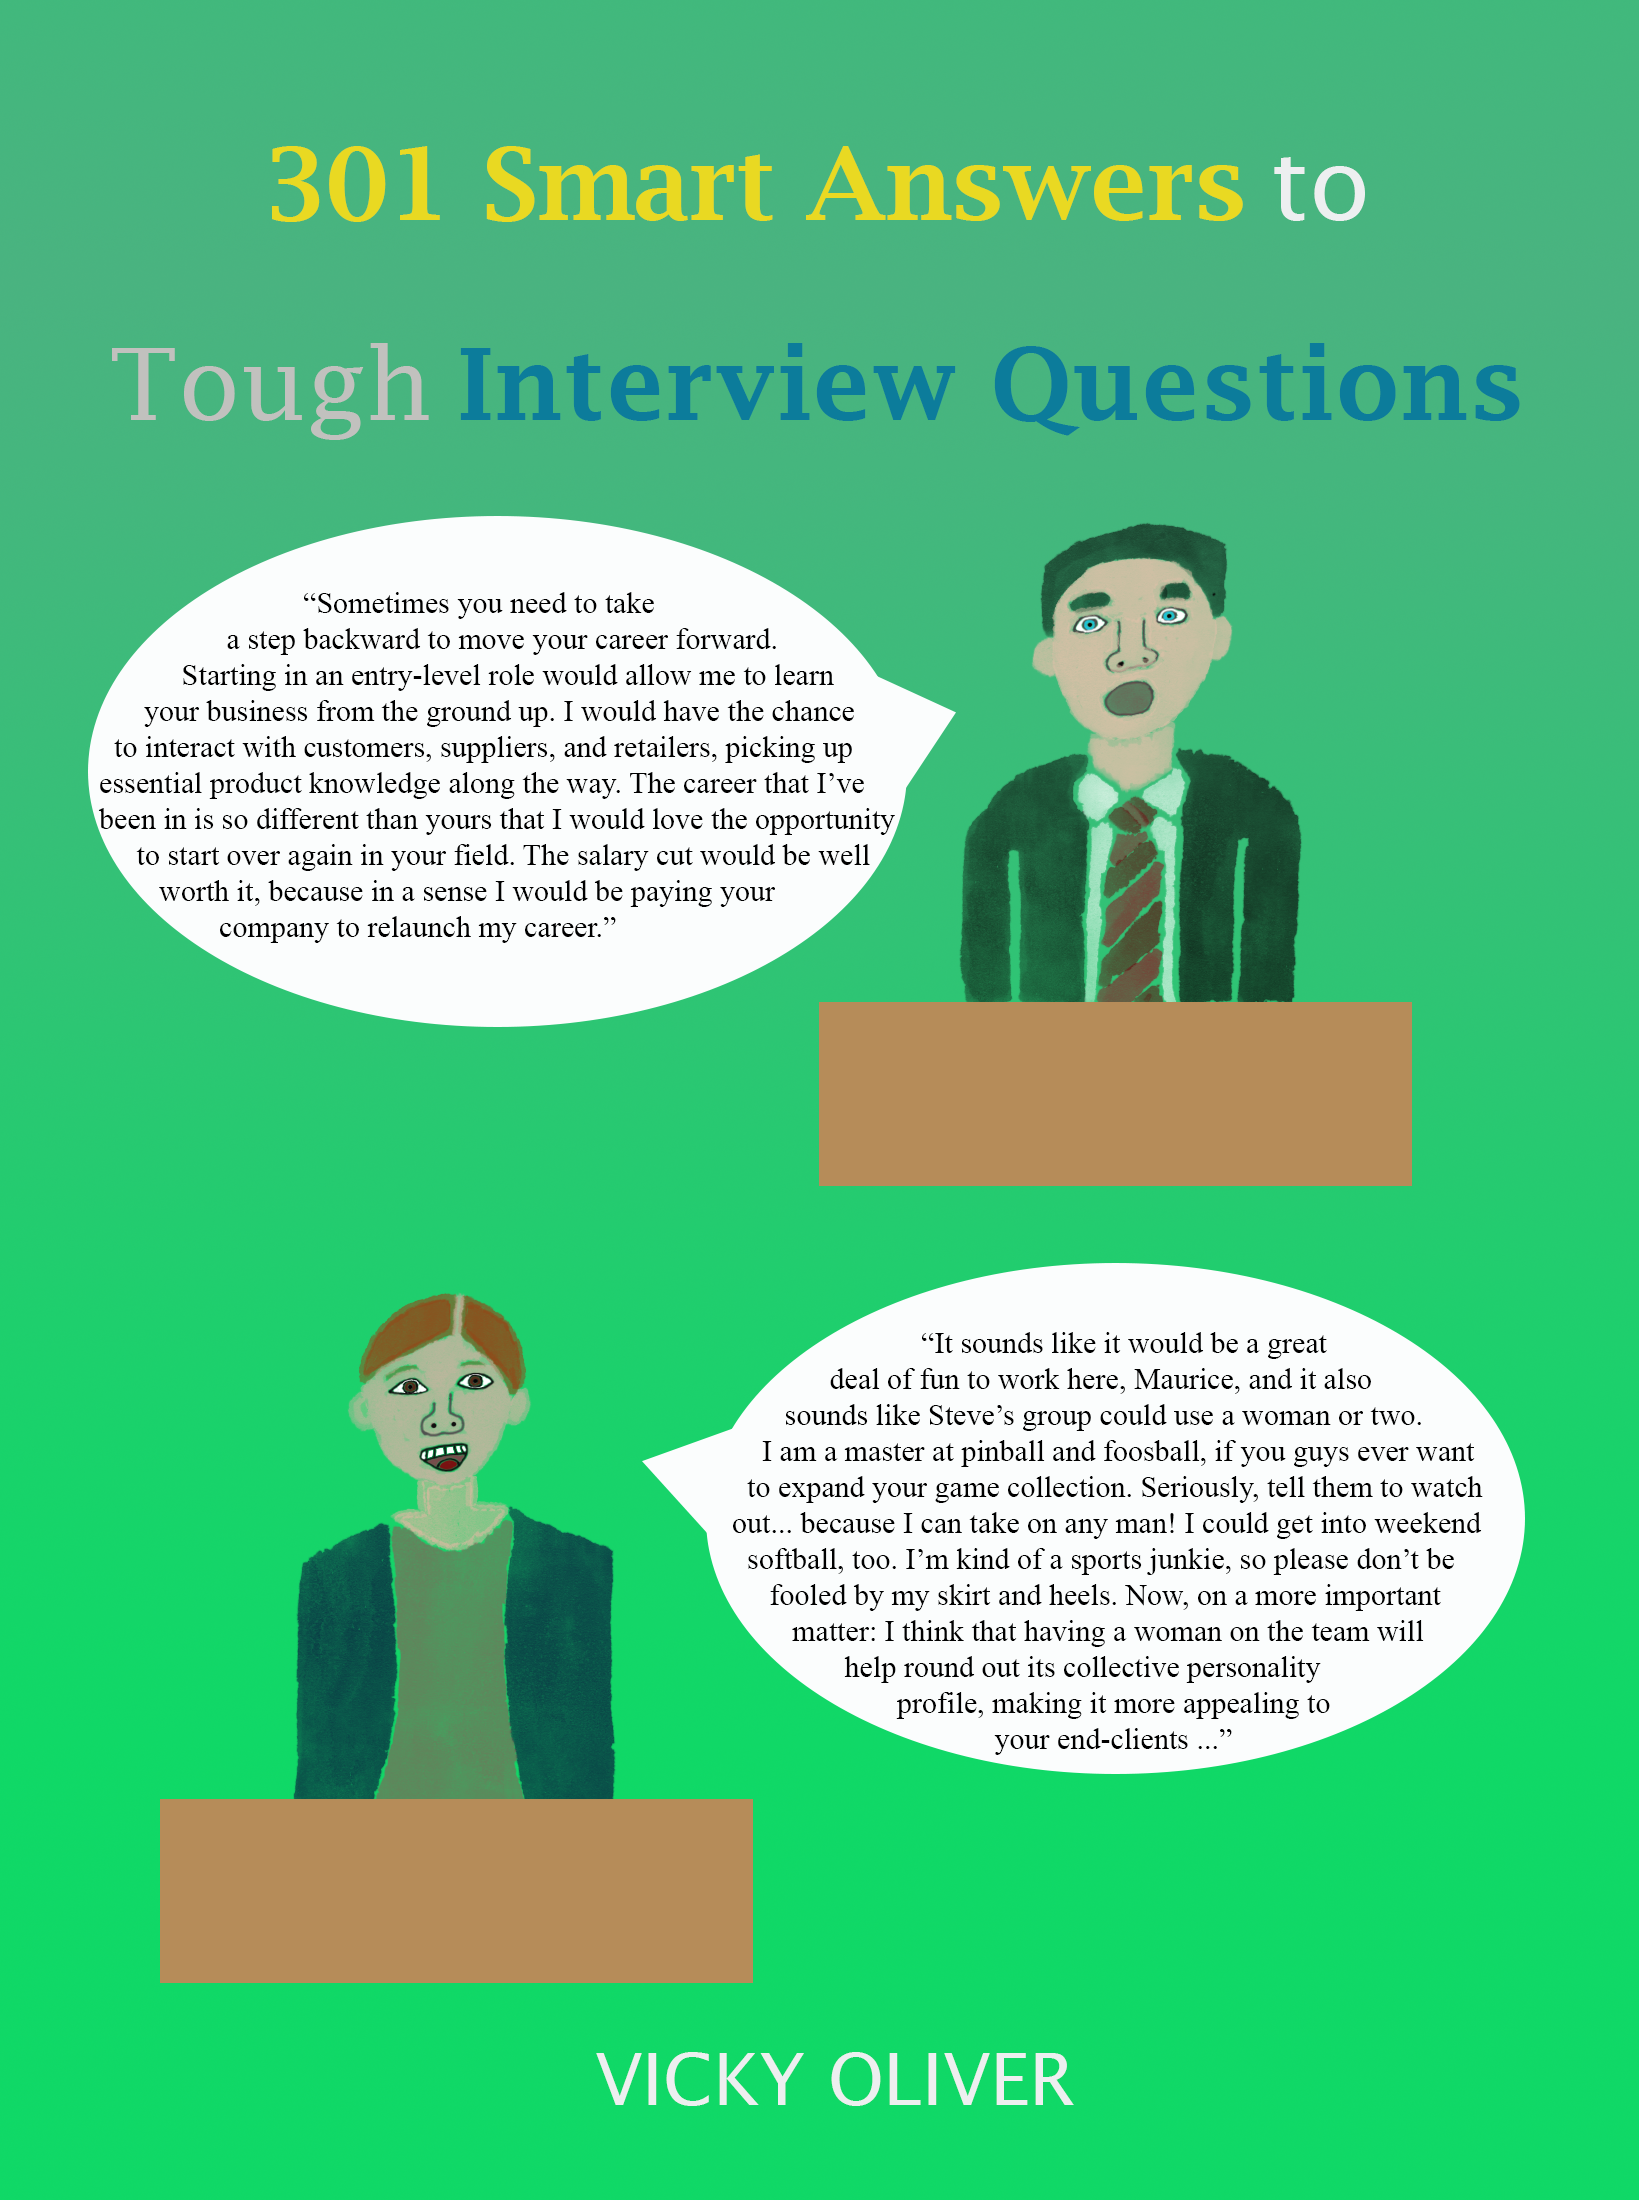 301 Smart Answers to
Tough Interview Questions
“Sometimes you need to take
a step backward to move your career forward.
Starting in an entry-level role would allow me to learn
your business from the ground up. I would have the chance
to interact with customers, suppliers, and retailers, picking up
essential product knowledge along the way. The career that I’ve
been in is so different than yours that I would love the opportunity
to start over again in your field. The salary cut would be well
worth it, because in a sense I would be paying your
company to relaunch my career.”
“It sounds like it would be a great
deal of fun to work here, Maurice, and it also
sounds like Steve’s group could use a woman or two.
I am a master at pinball and foosball, if you guys ever want
to expand your game collection. Seriously, tell them to watch
out... because I can take on any man! I could get into weekend
softball, too. I’m kind of a sports junkie, so please don’t be
fooled by my skirt and heels. Now, on a more important
matter: I think that having a woman on the team will
help round out its collective personality
profile, making it more appealing to
your end-clients ...”
VICKY OLIVER